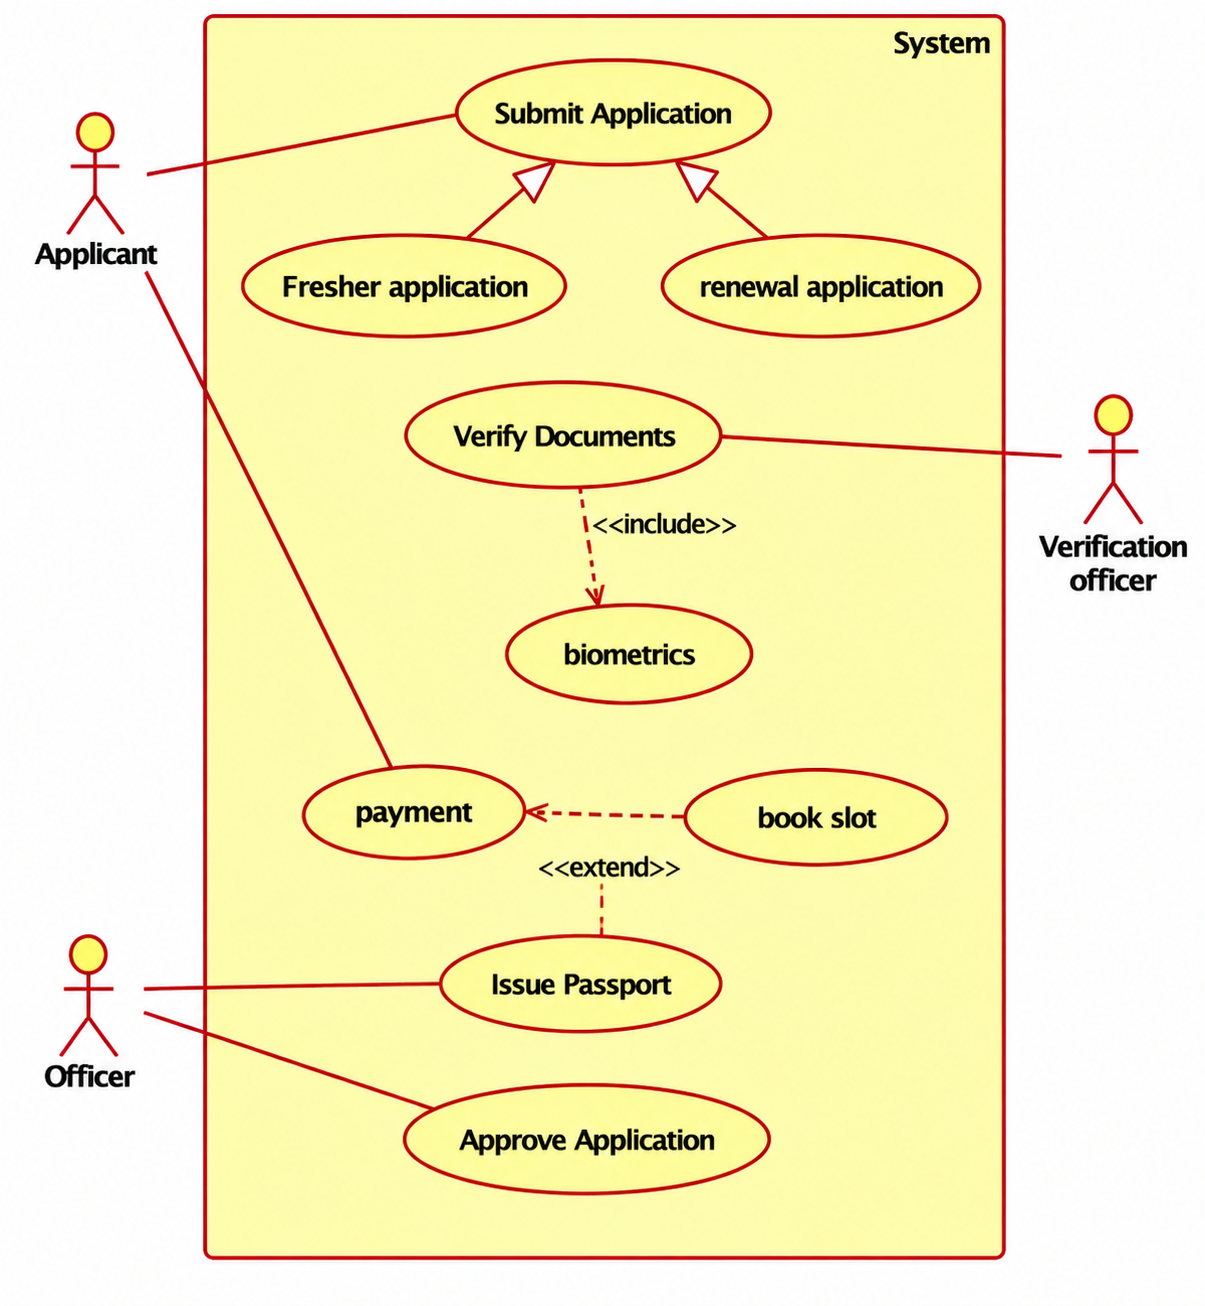 System
Submit Application
Applicant
Fresher application
renewal application
Verify Documents
<<include>>
Verification
officer
biometrics
payment
book slot
<<extend>>
Issue Passport
Officer
Approve Application